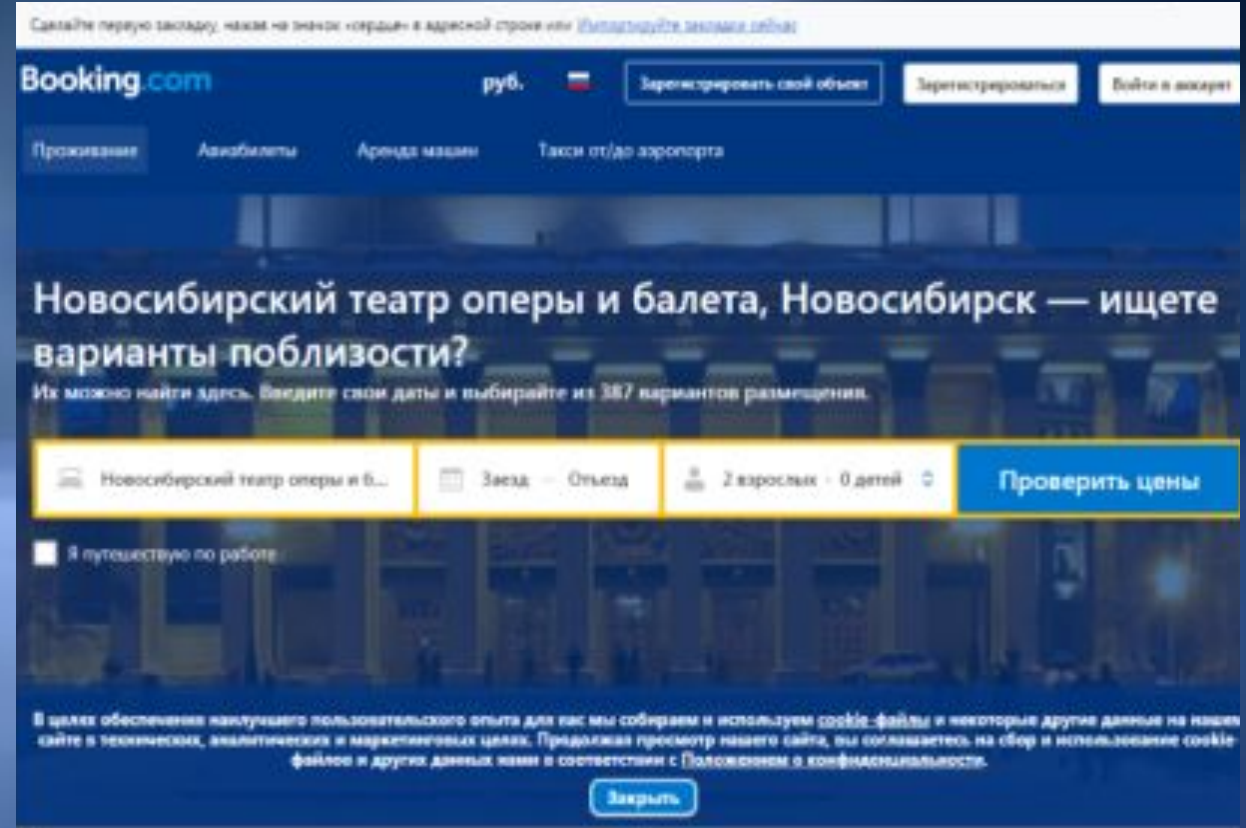 Сделайте первую закладку, нажав на значок «сердце» в адресной строке или Импортируйте закладки сейчас
Booking.com руб. Зарегистрировать свой объект Зарегистрироваться Войти в аккаунт
Проживание Авиабилеты Аренда машин Такси от/до аэропорта
Новосибирский театр оперы и балета, Новосибирск — ищете
варианты поблизости?
Их можно найти здесь. Введите свои даты и выбирайте из 387 вариантов размещения.
Новосибирский театр оперы и б... Заезд — Отъезд 2 взрослых · 0 детей Проверить цены
Я путешествую по работе
В целях обеспечения наилучшего пользовательского опыта для вас мы собираем и используем cookie-файлы и некоторые другие данные на нашем
сайте в технических, аналитических и маркетинговых целях. Продолжая просмотр нашего сайта, вы соглашаетесь на сбор и использование cookie-
файлов и других данных нами в соответствии с Положением о конфиденциальности.
Закрыть